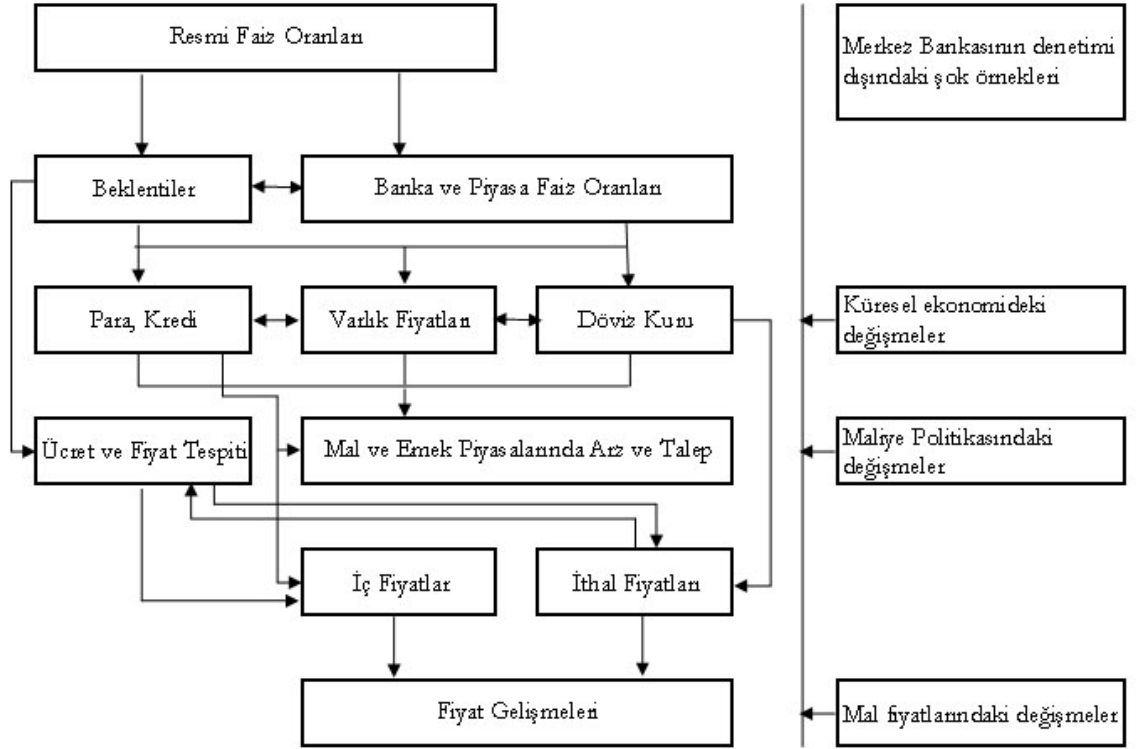 Resmi Faiz Oranları
Merkez Bankasının denetimi
dışındaki şok örnekleri
Beklentiler
Banka ve Piyasa Faiz Oranları
Para, Kredi
Varlık Fiyatları
Döviz Kuru
Küresel ekonomideki
değişmeler
Ücret ve Fiyat Tespiti
Mal ve Emek Piyasalarında Arz ve Talep
Maliye Politikasındaki
değişmeler
İç Fiyatlar
İthal Fiyatları
Fiyat Gelişmeleri
Mal fiyatlarındaki değişmeler